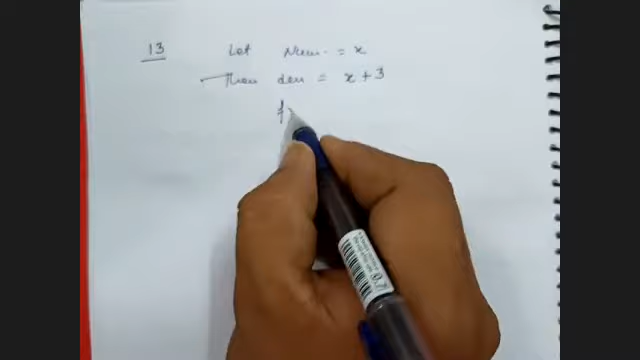 13 Let Num. = x
Then den = x + 3
f